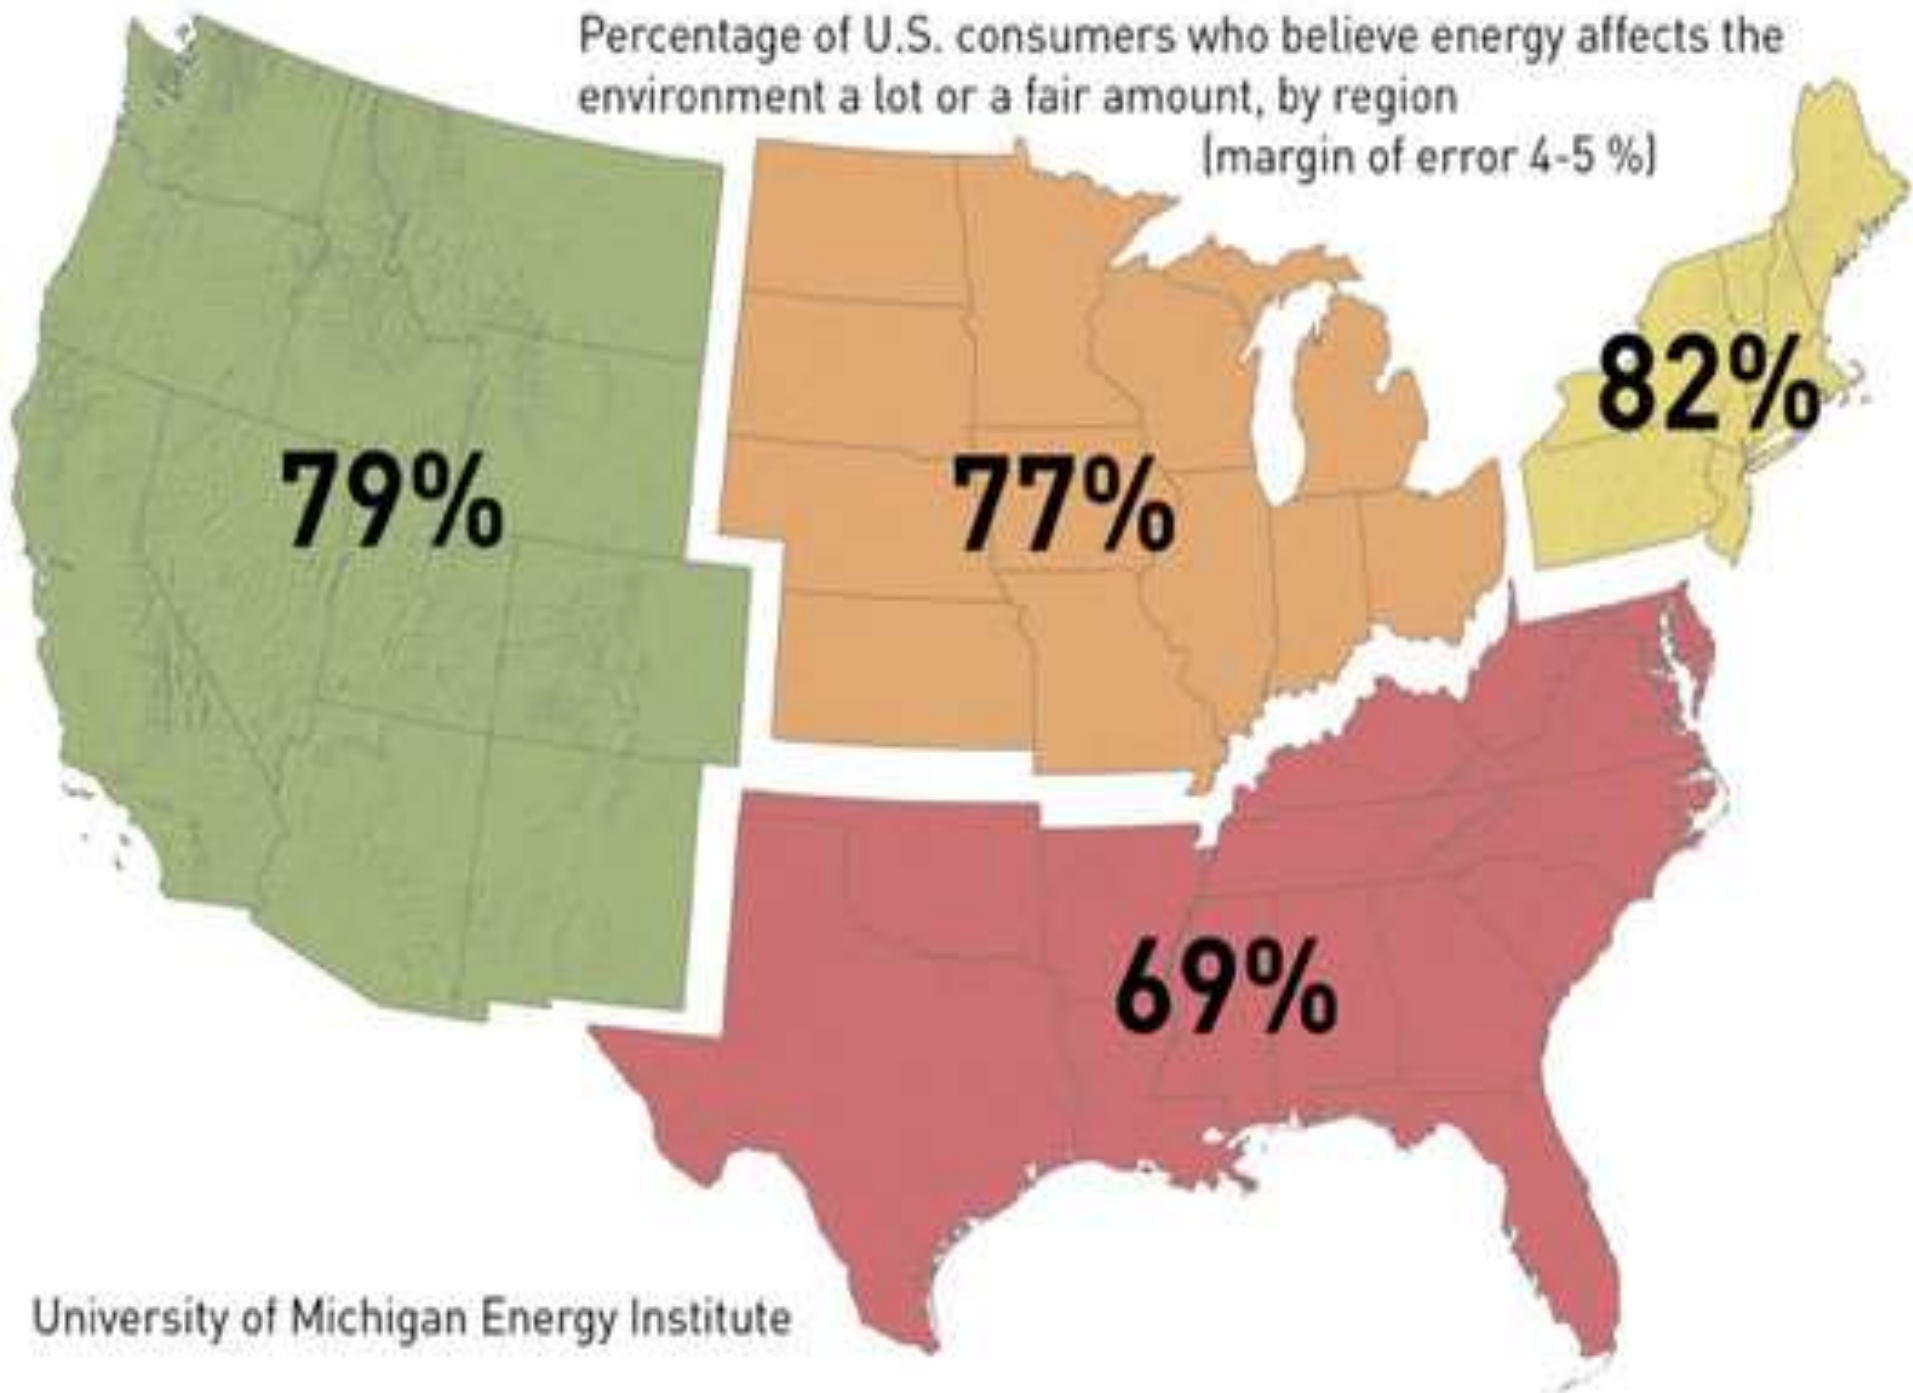 Percentage of U.S. consumers who believe energy affects the
environment a lot or a fair amount, by region
(margin of error 4-5 %)
82%
79%
77%
69%
University of Michigan Energy Institute